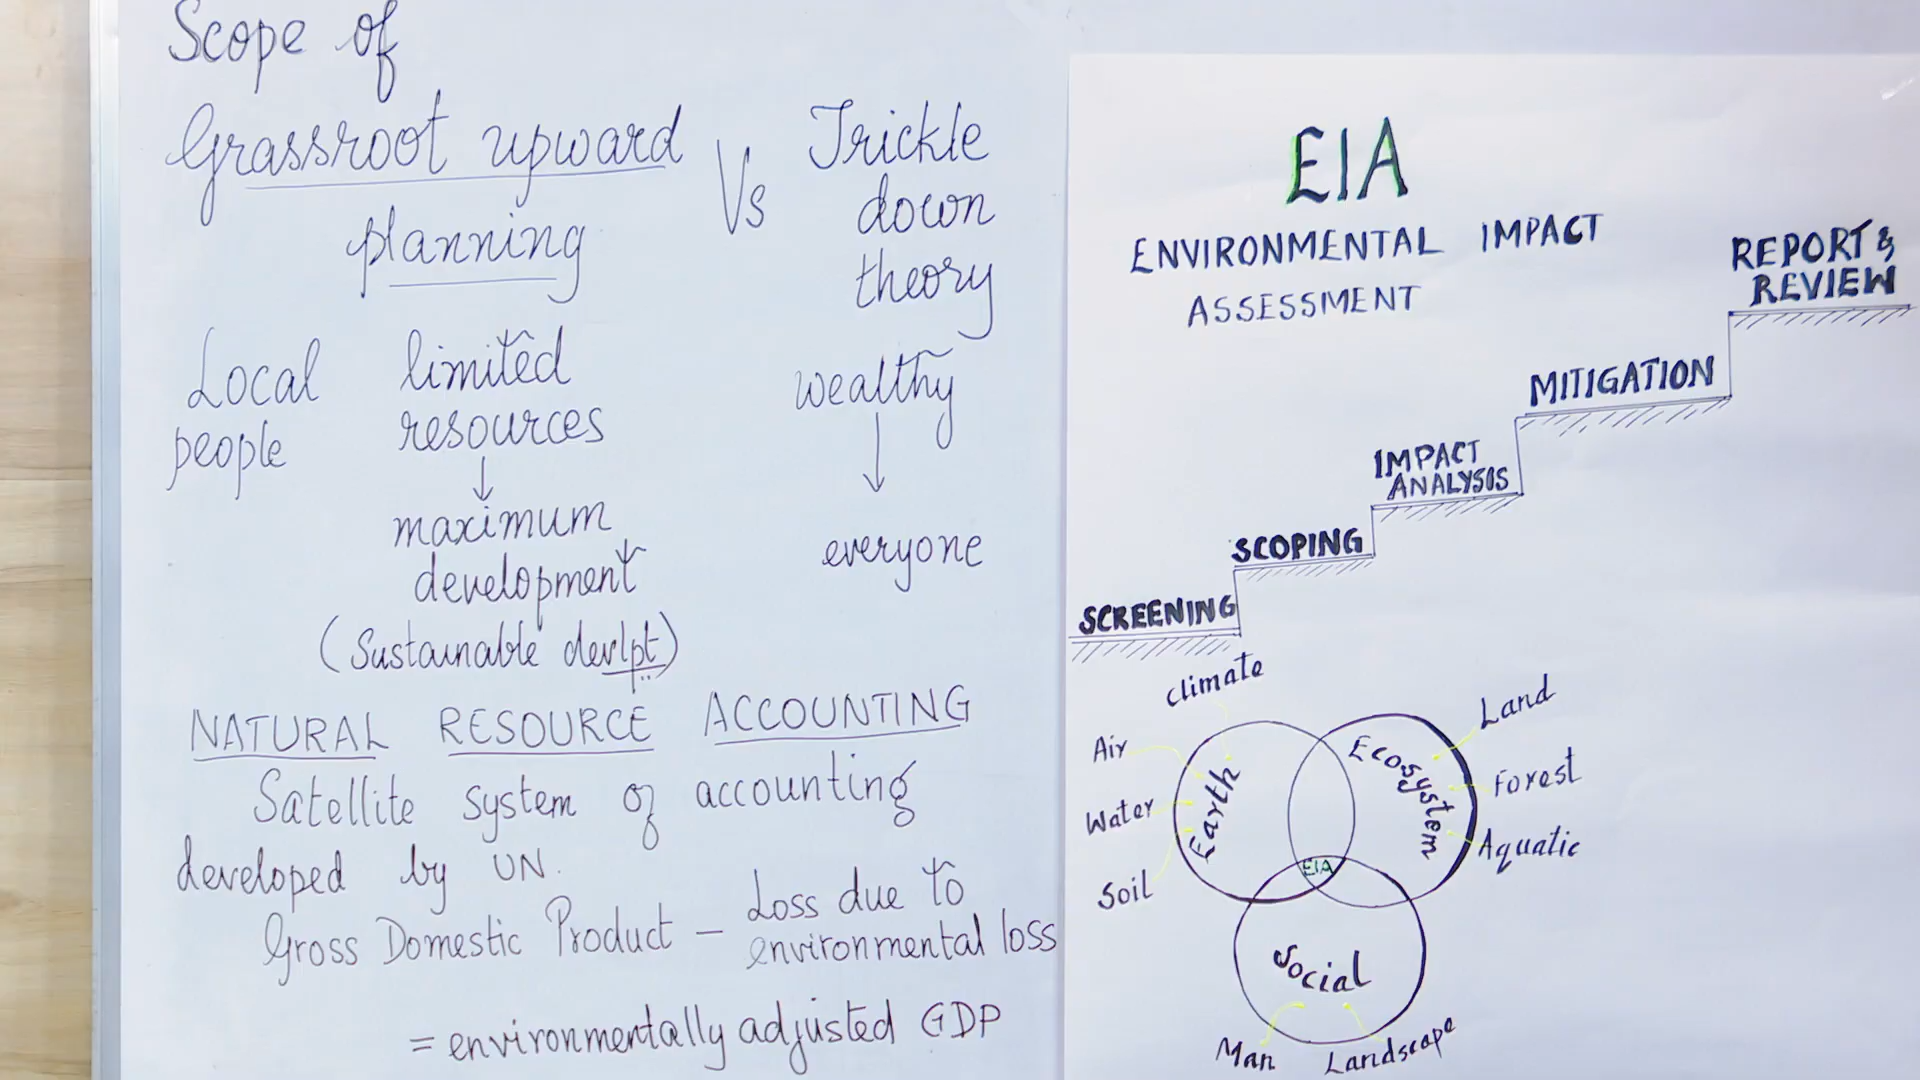 Scope of
Grassroot upward
planning
Vs
Trickle
down
theory
Local
people
limited
resources
maximum
development
(Sustainable devlpt)
wealthy
everyone
NATURAL RESOURCE ACCOUNTING
Satellite system of accounting
developed by UN.
Gross Domestic Product – Loss due to
environmental loss
= environmentally adjusted GDP
EIA
ENVIRONMENTAL IMPACT
ASSESSMENT
REPORT &
REVIEW
MITIGATION
IMPACT
ANALYSIS
SCOPING
SCREENING
Climate
Air
Water
Soil
Earth
Ecosystem
Land
Forest
Aquatic
EIA
Social
Man
Landscape